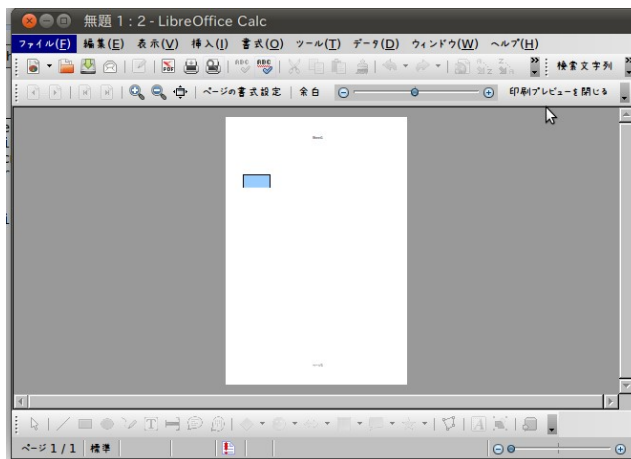 無題 1 : 2 - LibreOffice Calc
ファイル(F) 編集(E) 表示(V) 挿入(I) 書式(O) ツール(T) データ(D) ウィンドウ(W) ヘルプ(H)
検索文字列
ページの書式設定 余白 印刷プレビューを閉じる
ページ 1 / 1 標準